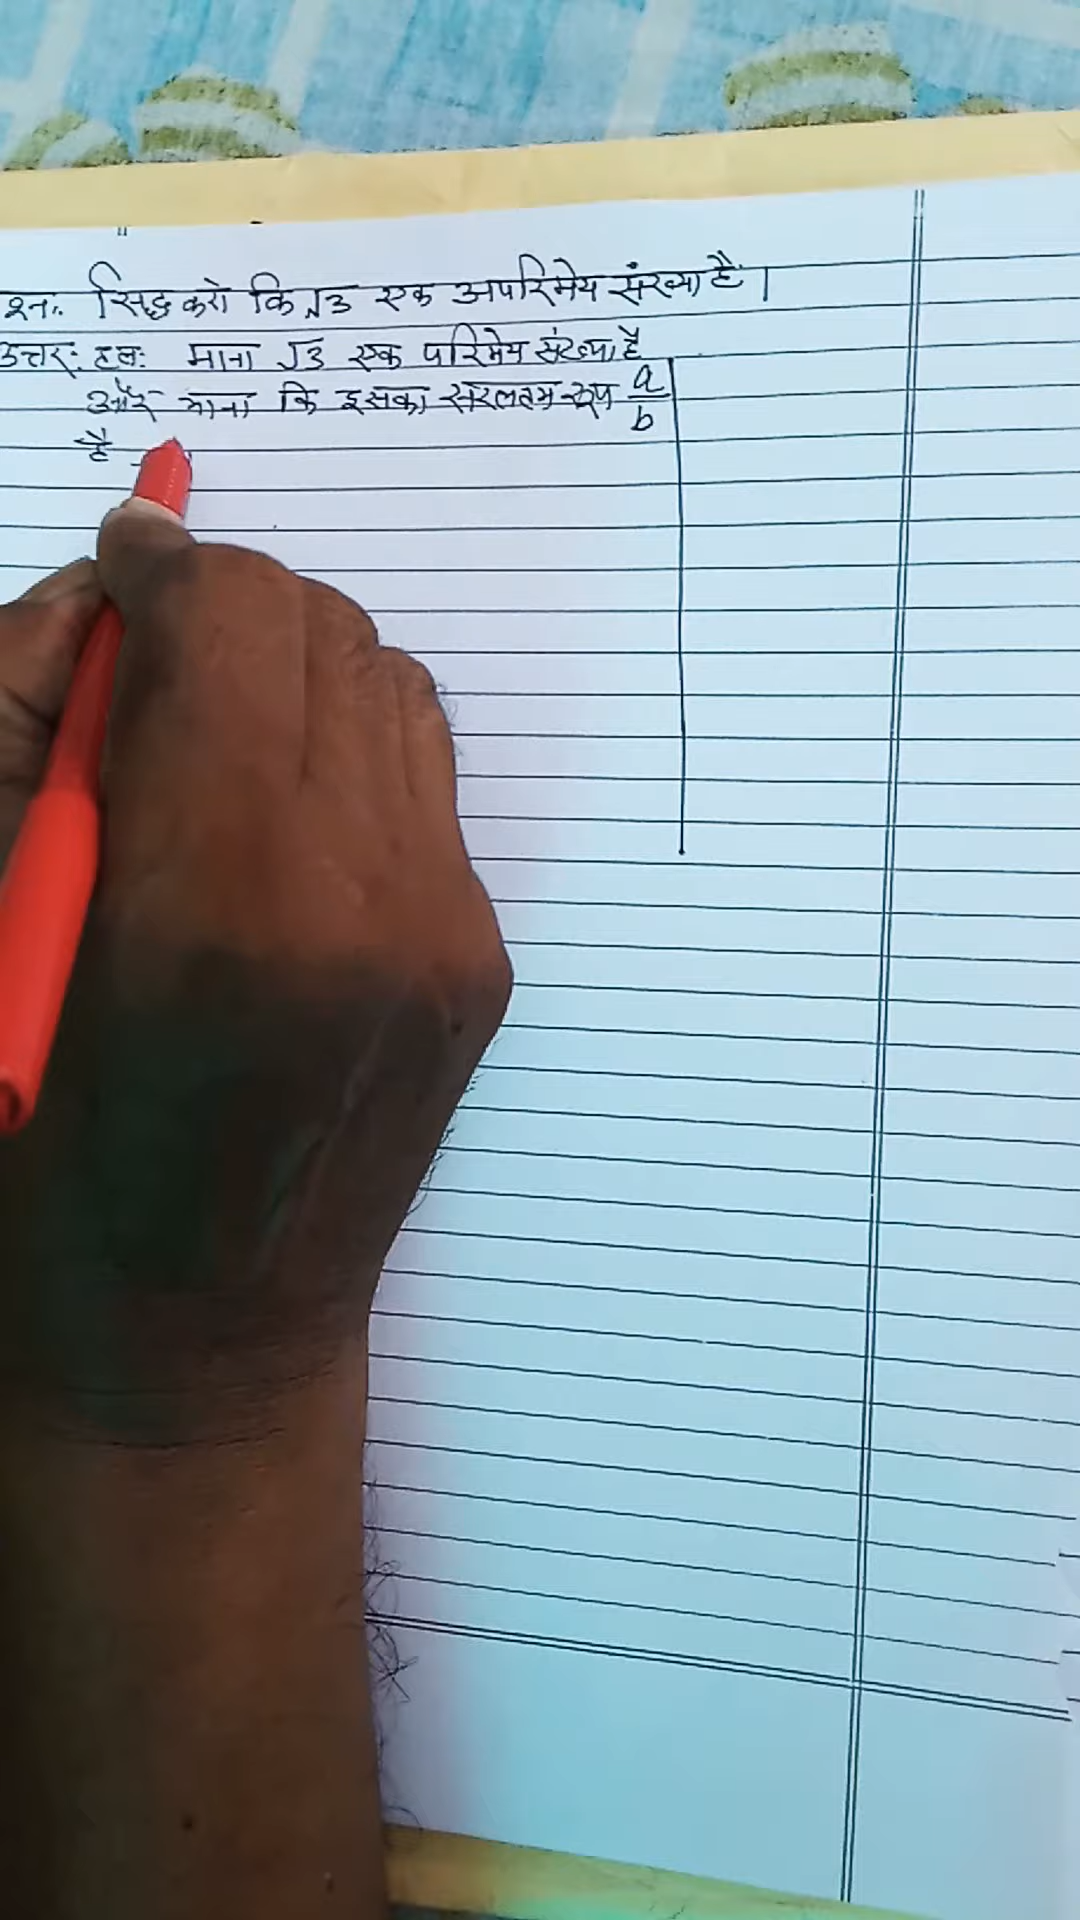 श्न:. सिद्ध करो कि √3 एक अपरिमेय संख्या है।
उत्तर: हल: माना √3 एक परिमेय संख्या है
और माना कि इसका सरलतम रूप a/b
है